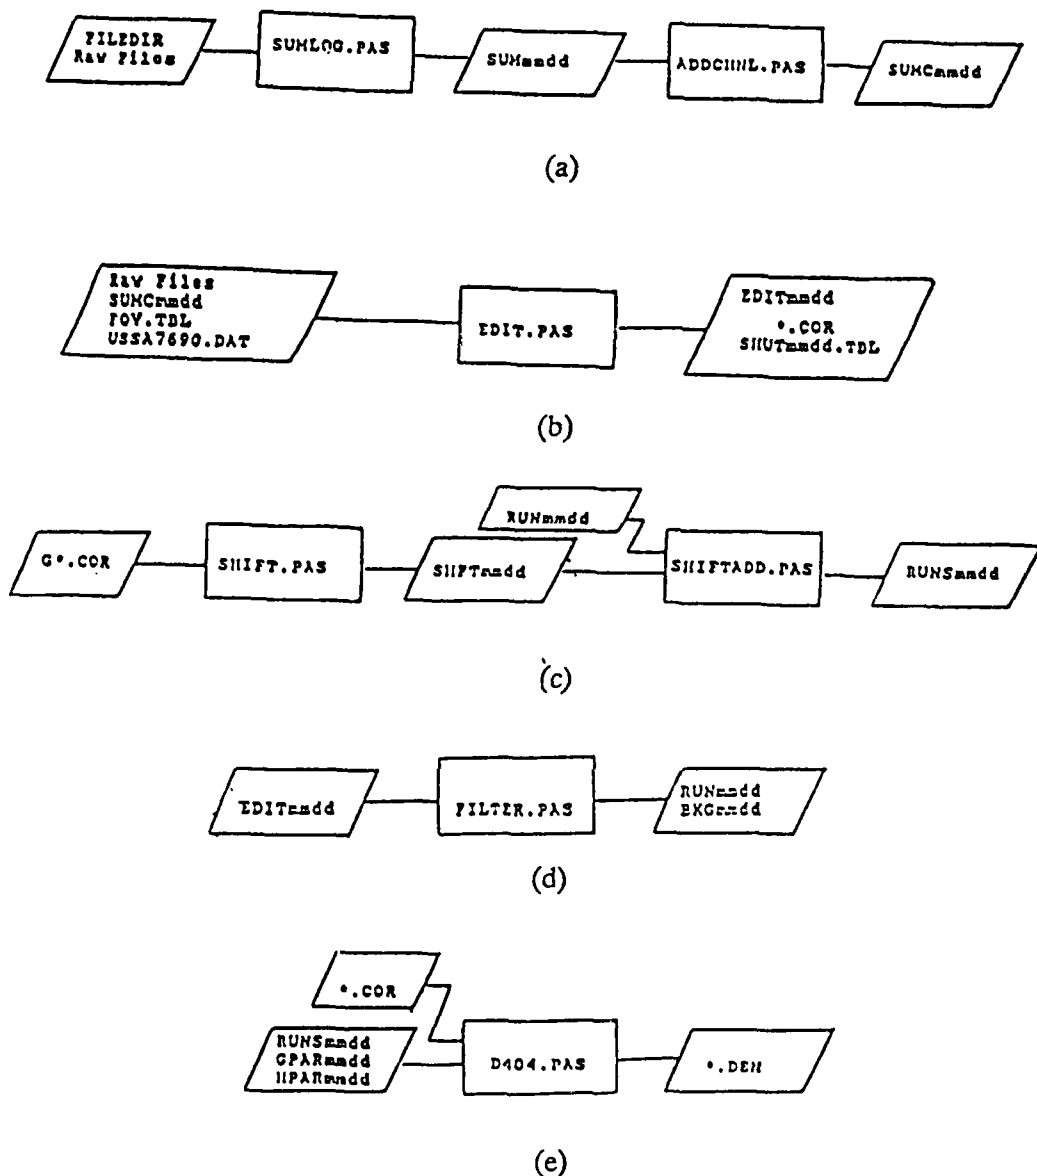 FILEDIR
Raw Files
SUMLOG.PAS
SUMmmdd
ADDCHNL.PAS
SUMCmmdd
(a)
Raw Files
SUMCmmdd
FOV.TBL
USSA7690.DAT
EDIT.PAS
EDITmmdd
*.COR
SHUTmmdd.TBL
(b)
RUNmmdd
G*.COR
SHIFT.PAS
SHFTmmdd
SHIFTADD.PAS
RUNSmmdd
(c)
EDITmmdd
FILTER.PAS
RUNmmdd
BKGmmdd
(d)
*.COR
RUNSmmdd
GPARmmdd
HPARmmdd
D404.PAS
*.DEN
(e)